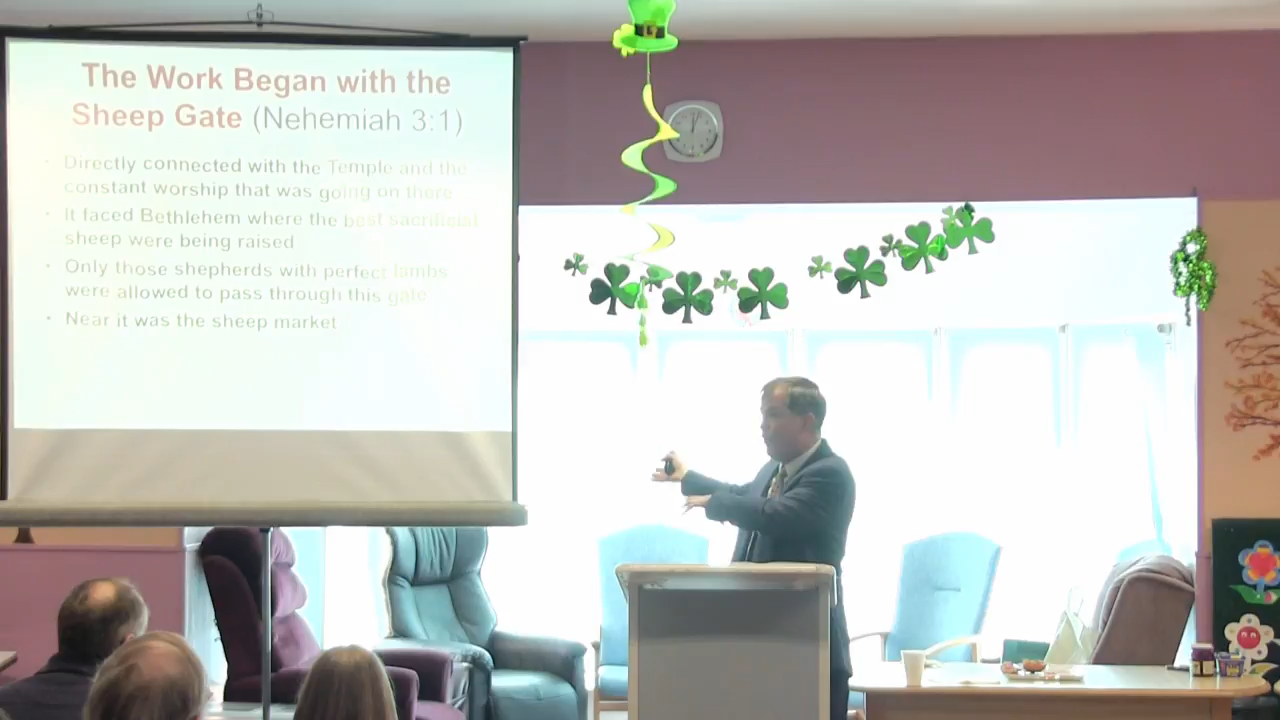 The Work Began with the
Sheep Gate (Nehemiah 3:1)
• Directly connected with the Temple and the
constant worship that was going on there
• It faced Bethlehem where the best sacrificial
sheep were being raised
• Only those shepherds with perfect lambs
were allowed to pass through this gate
• Near it was the sheep market